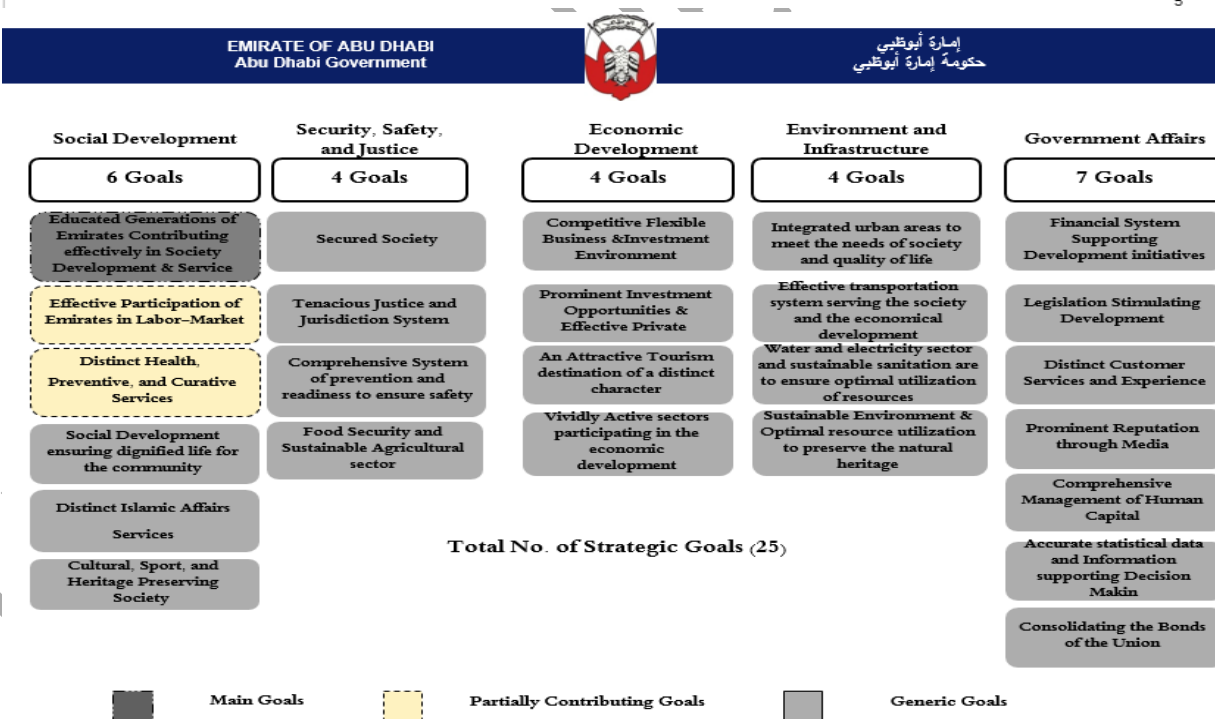 5
EMIRATE OF ABU DHABI
Abu Dhabi Government
إمارة أبوظبي
حكومة إمارة أبوظبي
Social Development
6 Goals
Educated Generations of
Emirates Contributing
effectively in Society
Development & Service
Effective Participation of
Emirates in Labor-Market
Distinct Health,
Preventive, and Curative
Services
Social Development
ensuring dignified life for
the community
Distinct Islamic Affairs
Services
Cultural, Sport, and
Heritage Preserving
Society
Security, Safety,
and Justice
4 Goals
Secured Society
Tenacious Justice and
Jurisdiction System
Comprehensive System
of prevention and
readiness to ensure safety
Food Security and
Sustainable Agricultural
sector
Economic
Development
4 Goals
Competitive Flexible
Business &Investment
Environment
Prominent Investment
Opportunities &
Effective Private
An Attractive Tourism
destination of a distinct
character
Vividly Active sectors
participating in the
economic
development
Environment and
Infrastructure
4 Goals
Integrated urban areas to
meet the needs of society
and quality of life
Effective transportation
system serving the society
and the economical
development
Water and electricity sector
and sustainable sanitation are
to ensure optimal utilization
of resources
Sustainable Environment &
Optimal resource utilization
to preserve the natural
heritage
Government Affairs
7 Goals
Financial System
Supporting
Development initiatives
Legislation Stimulating
Development
Distinct Customer
Services and Experience
Prominent Reputation
through Media
Comprehensive
Management of Human
Capital
Accurate statistical data
and Information
supporting Decision
Makin
Consolidating the Bonds
of the Union
Total No. of Strategic Goals (25)
Main Goals
Partially Contributing Goals
Generic Goals